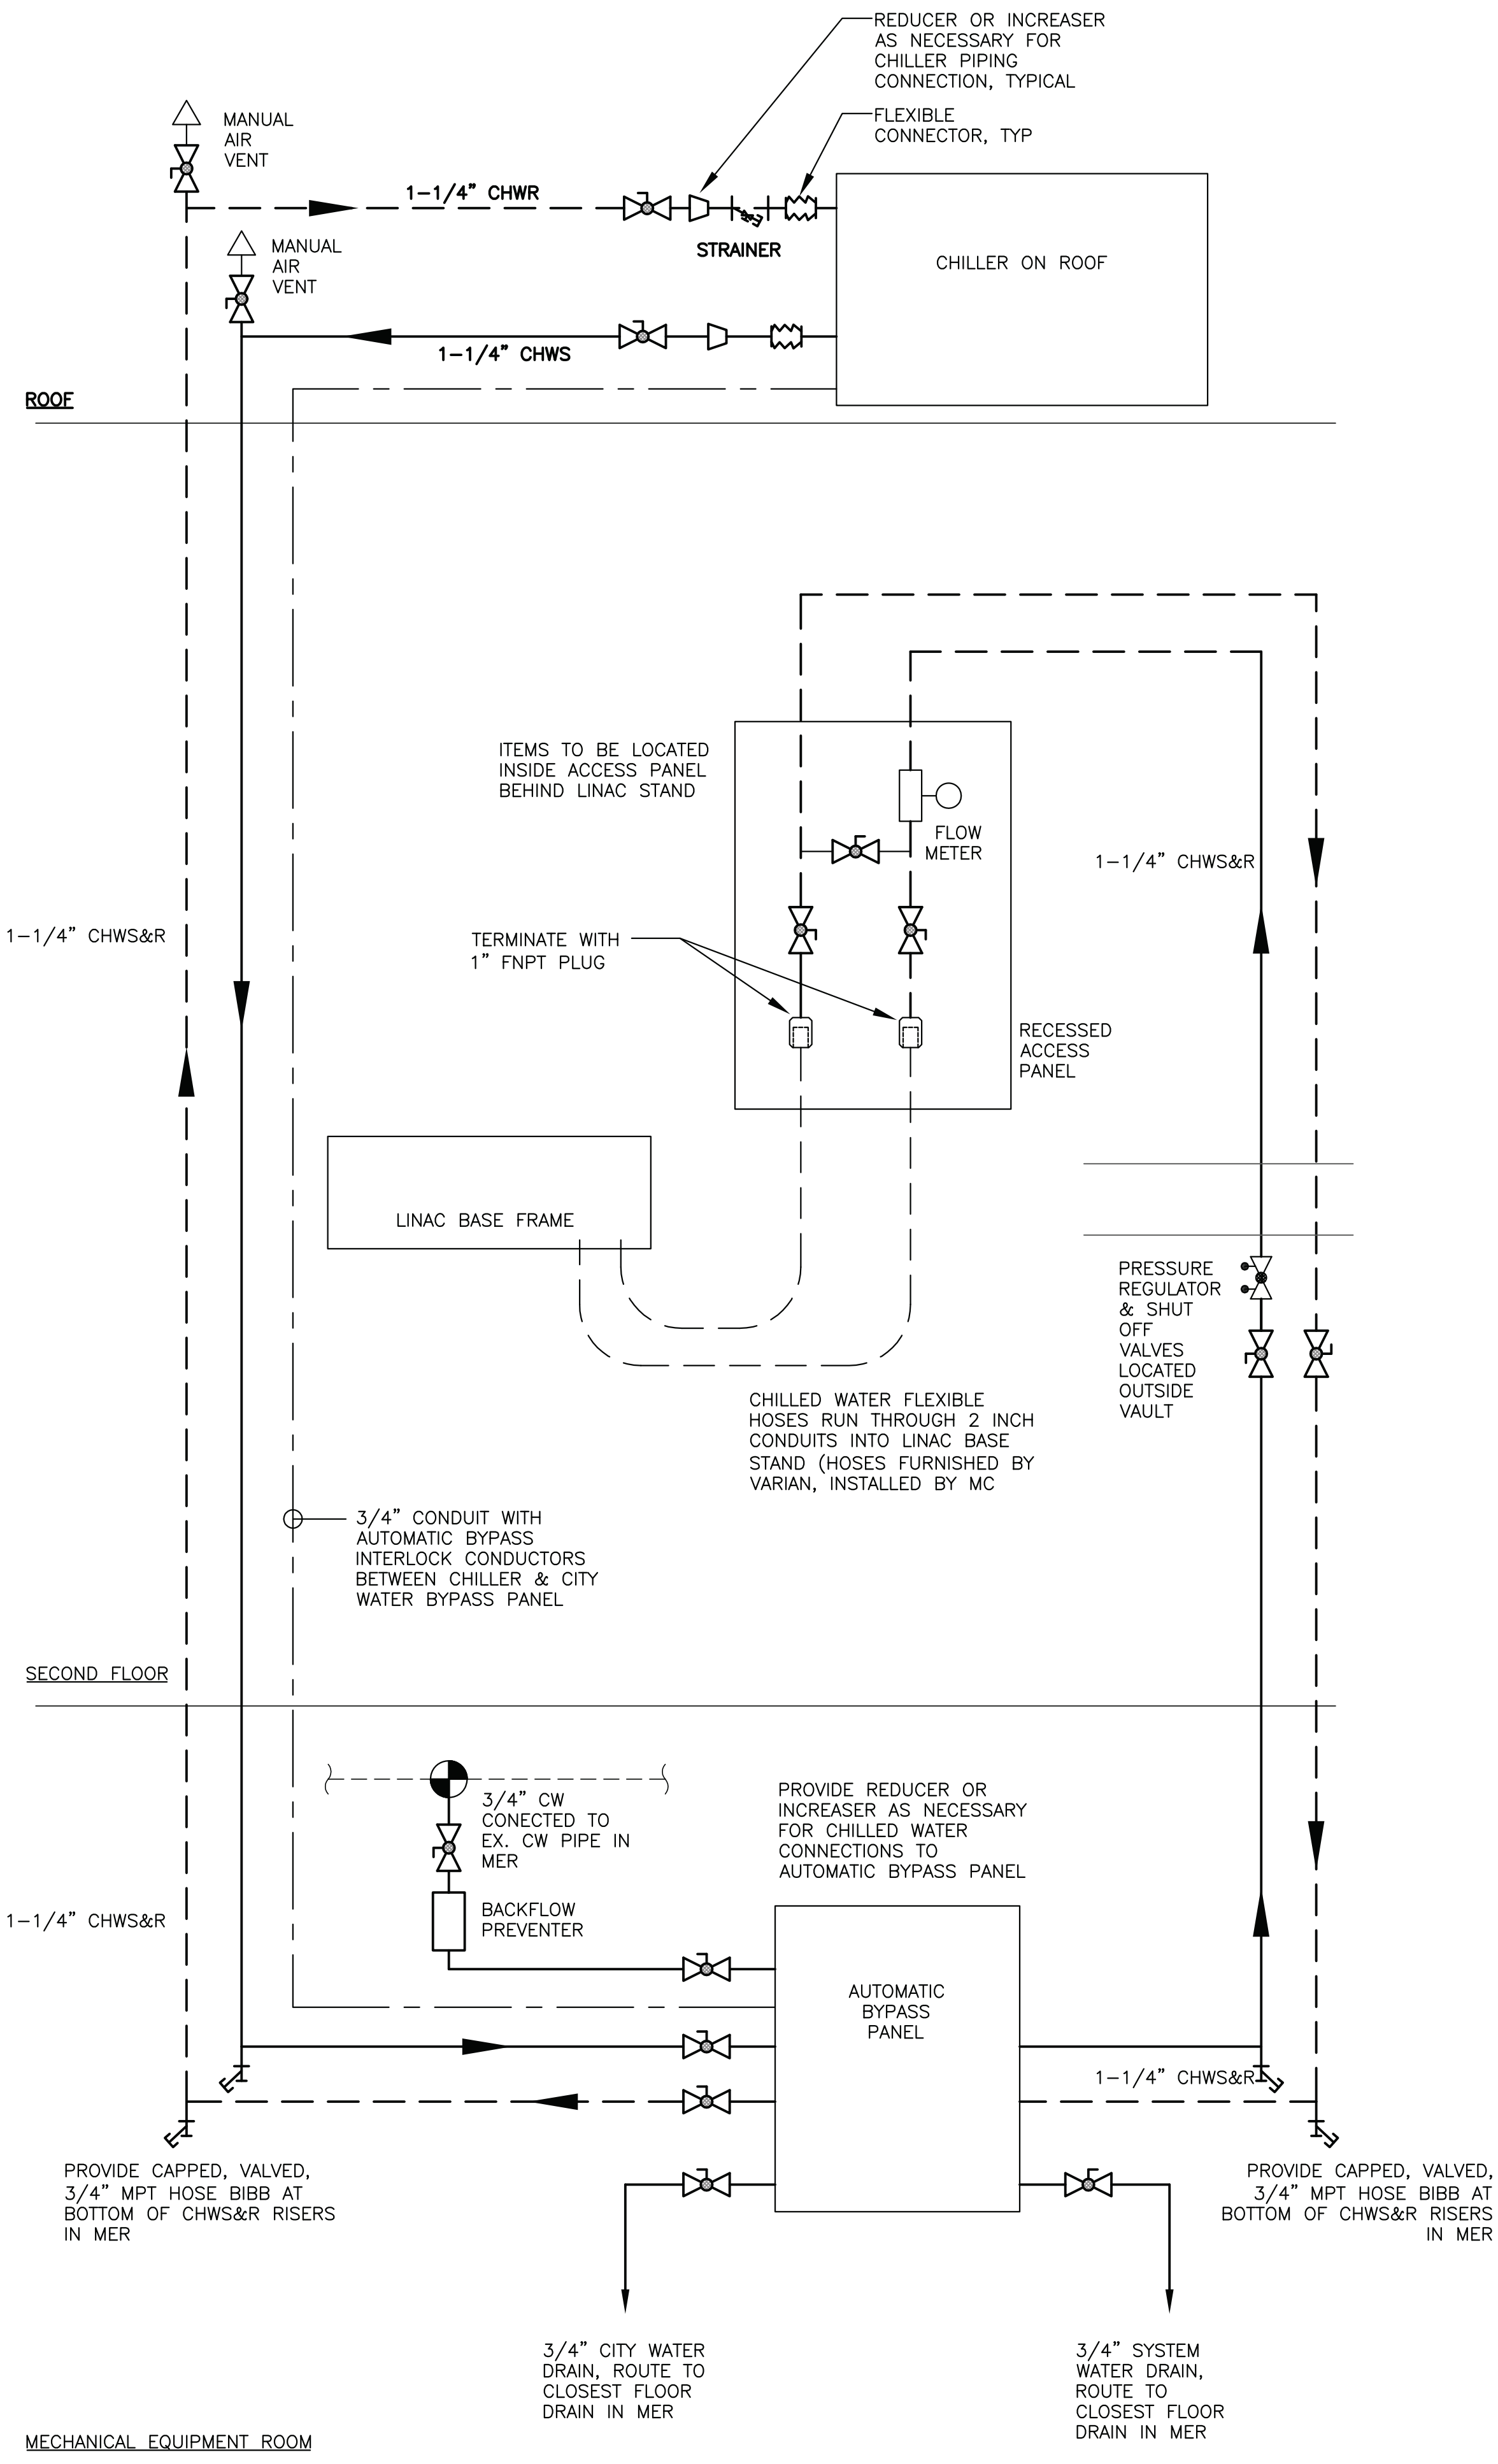 REDUCER OR INCREASER
AS NECESSARY FOR
CHILLER PIPING
CONNECTION, TYPICAL
FLEXIBLE
CONNECTOR, TYP
MANUAL
AIR
VENT
1-1/4" CHWR
STRAINER
MANUAL
AIR
VENT
CHILLER ON ROOF
1-1/4" CHWS
ROOF
ITEMS TO BE LOCATED
INSIDE ACCESS PANEL
BEHIND LINAC STAND
FLOW
METER
1-1/4" CHWS&R
1-1/4" CHWS&R
TERMINATE WITH
1" FNPT PLUG
RECESSED
ACCESS
PANEL
LINAC BASE FRAME
PRESSURE
REGULATOR
& SHUT
OFF
VALVES
LOCATED
OUTSIDE
VAULT
CHILLED WATER FLEXIBLE
HOSES RUN THROUGH 2 INCH
CONDUITS INTO LINAC BASE
STAND (HOSES FURNISHED BY
VARIAN, INSTALLED BY MC
3/4" CONDUIT WITH
AUTOMATIC BYPASS
INTERLOCK CONDUCTORS
BETWEEN CHILLER & CITY
WATER BYPASS PANEL
SECOND FLOOR
3/4" CW
CONECTED TO
EX. CW PIPE IN
MER
PROVIDE REDUCER OR
INCREASER AS NECESSARY
FOR CHILLED WATER
CONNECTIONS TO
AUTOMATIC BYPASS PANEL
1-1/4" CHWS&R
BACKFLOW
PREVENTER
AUTOMATIC
BYPASS
PANEL
1-1/4" CHWS&R
PROVIDE CAPPED, VALVED,
3/4" MPT HOSE BIBB AT
BOTTOM OF CHWS&R RISERS
IN MER
PROVIDE CAPPED, VALVED,
3/4" MPT HOSE BIBB AT
BOTTOM OF CHWS&R RISERS
IN MER
3/4" CITY WATER
DRAIN, ROUTE TO
CLOSEST FLOOR
DRAIN IN MER
3/4" SYSTEM
WATER DRAIN,
ROUTE TO
CLOSEST FLOOR
DRAIN IN MER
MECHANICAL EQUIPMENT ROOM